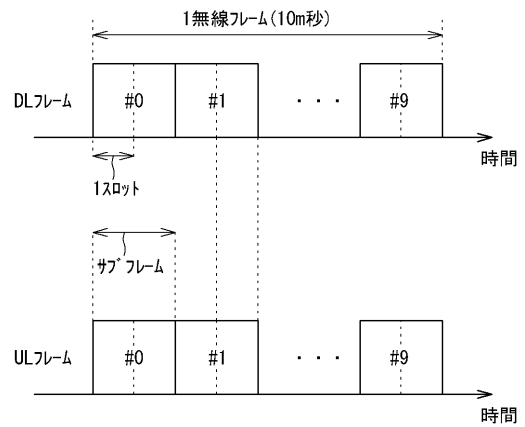 1無線フレーム(10m秒)
DLフレーム
#0
#1
・・・
#9
時間
1スロット
サブフレーム
ULフレーム
#0
#1
・・・
#9
時間